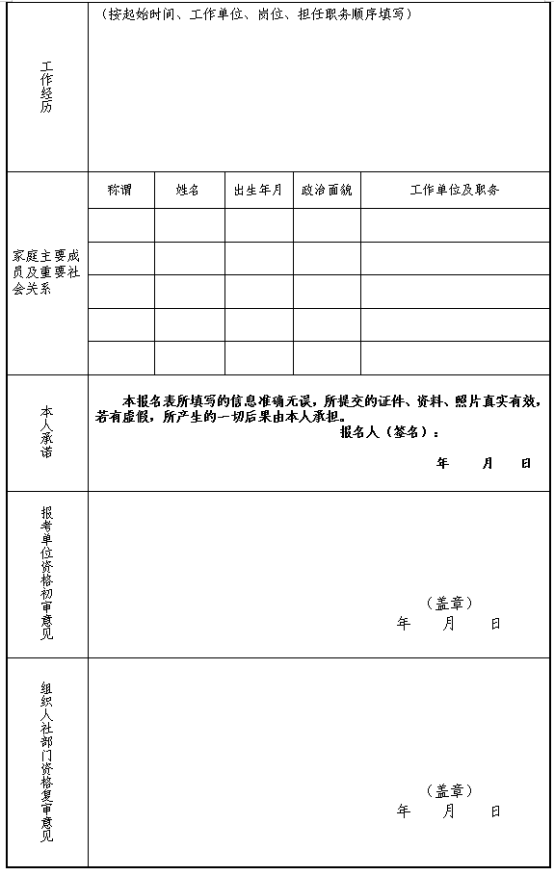 (按起始时间、工作单位、岗位、担任职务顺序填写)
工作经历
称谓 姓名 出生年月 政治面貌 工作单位及职务
家庭主要成
员及重要社
会关系
本人承诺
本报名表所填写的信息准确无误，所提交的证件、资料、照片真实有效，
若有虚假，所产生的一切后果由本人承担。
报名人（签名）：
年 月 日
报考单位资格初审意见
（盖章）
年 月 日
组织人社部门资格复审意见
（盖章）
年 月 日